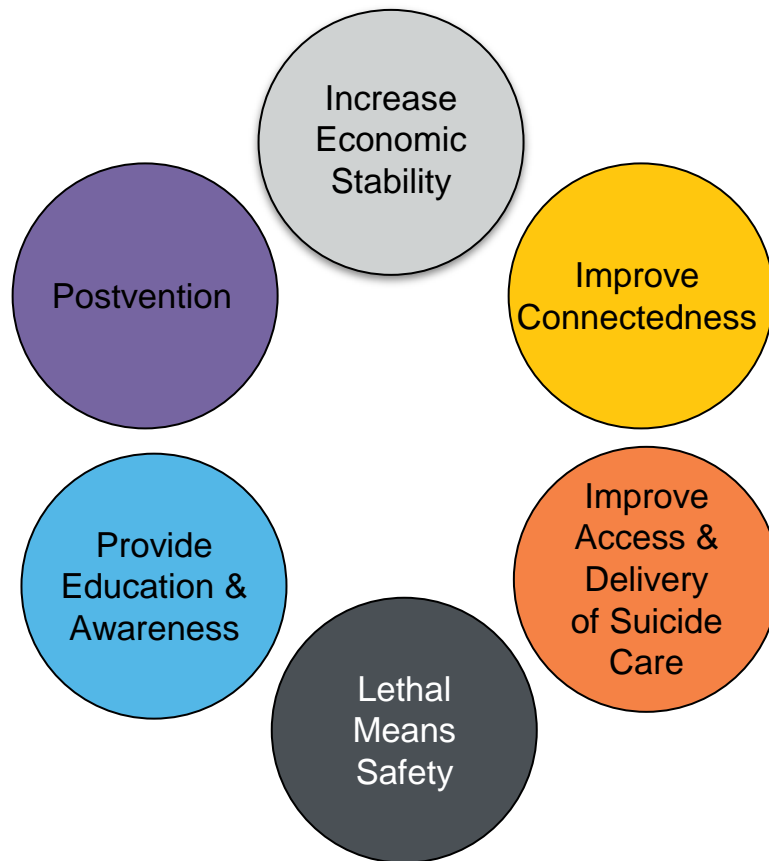 Increase
Economic
Stability
Improve
Connectedness
Improve
Access &
Delivery
of Suicide
Care
Lethal
Means
Safety
Provide
Education &
Awareness
Postvention